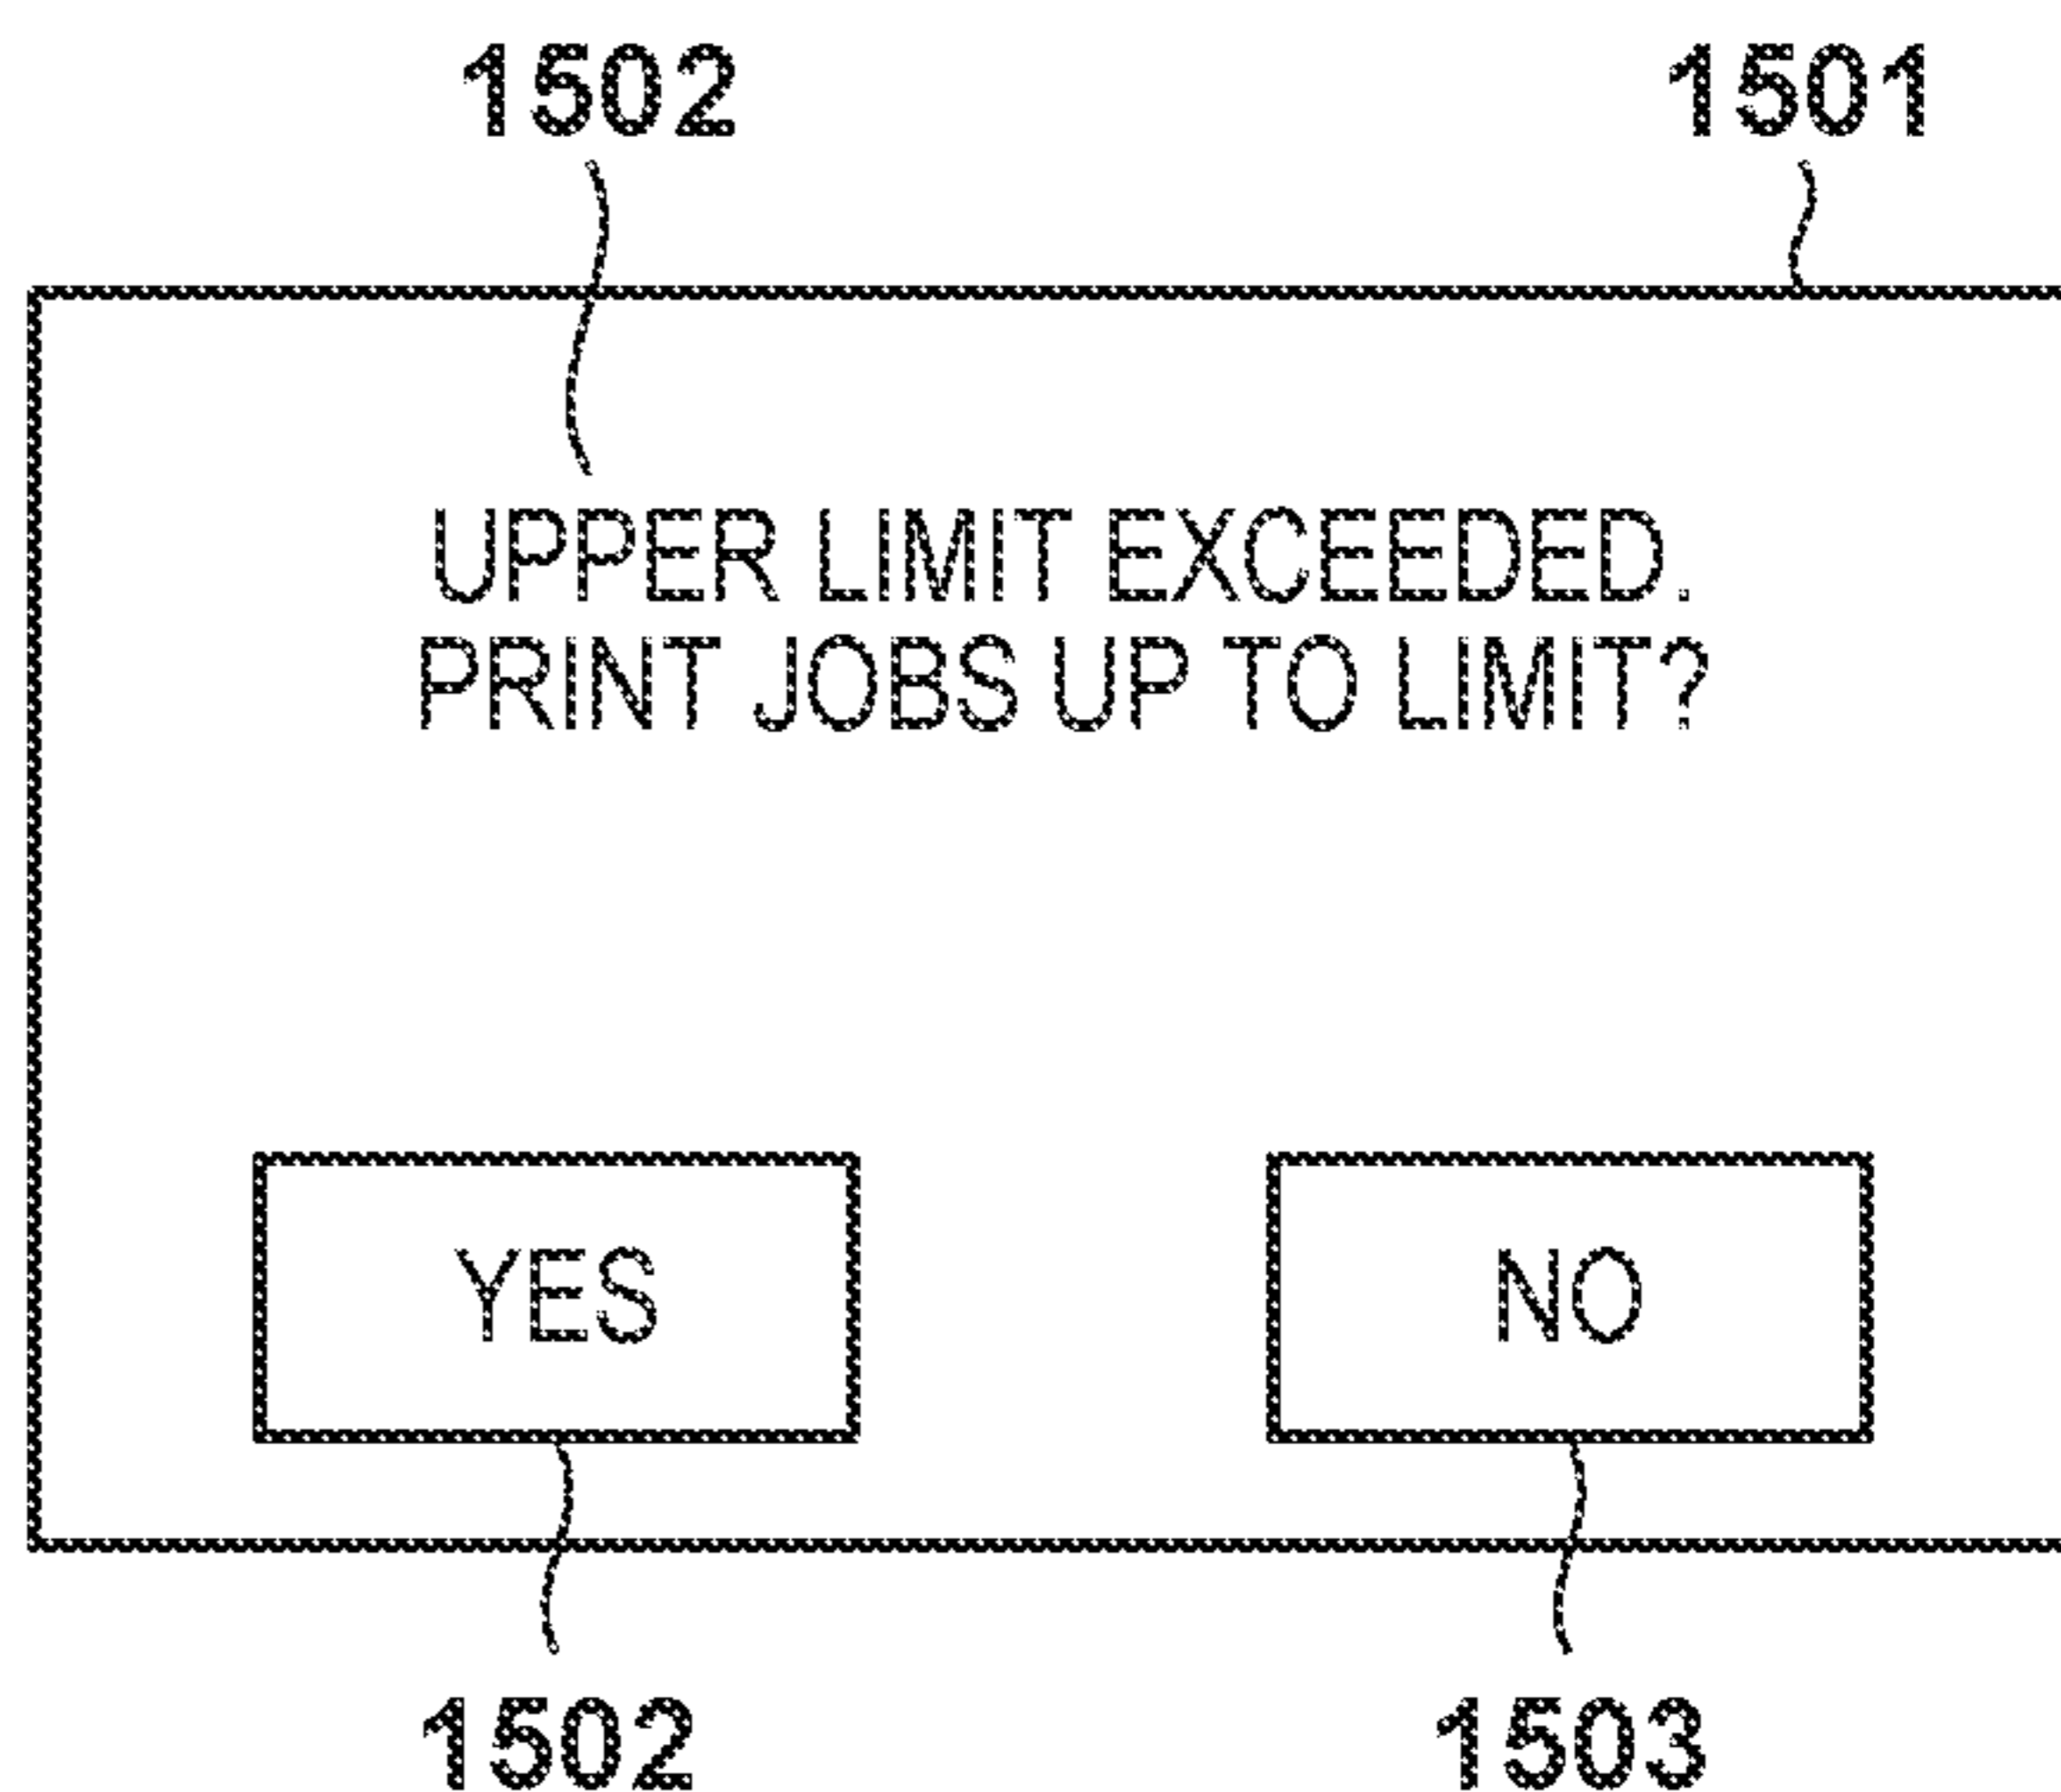 1502 1501
UPPER LIMIT EXCEEDED.
PRINT JOBS UP TO LIMIT?
YES NO
1502 1503